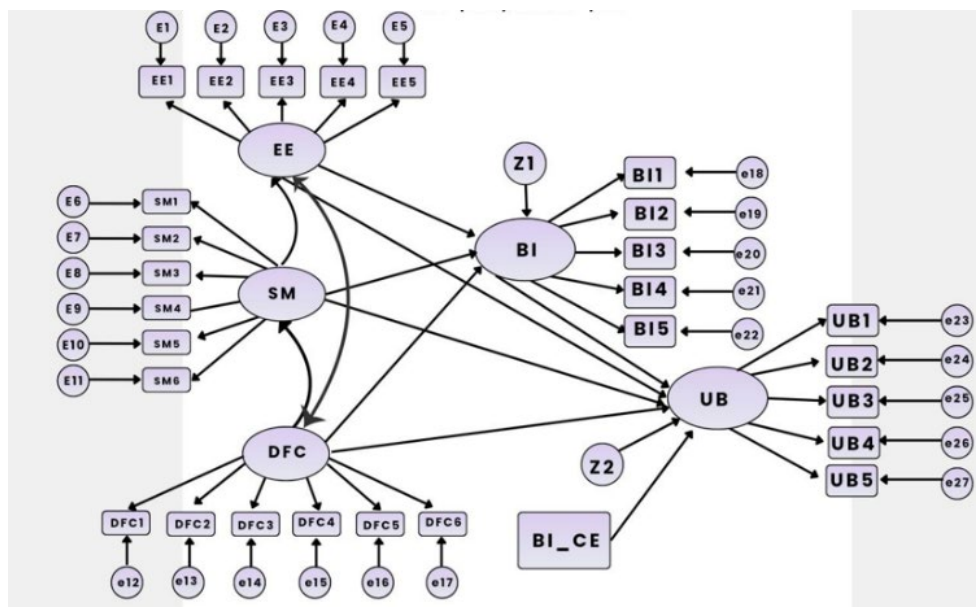 E1 E2 E3 E4 E5
EE1 EE2 EE3 EE4 EE5
EE
Z1
BI1 e18
BI2 e19
BI
BI3 e20
BI4 e21
BI5 e22
E6 SM1
E7 SM2
E8 SM3
SM
E9 SM4
E10 SM5
E11 SM6
UB1 e23
UB2 e24
UB
UB3 e25
UB4 e26
UB5 e27
Z2
DFC
BI_CE
DFC1 DFC2 DFC3 DFC4 DFC5 DFC6
e12 e13 e14 e15 e16 e17